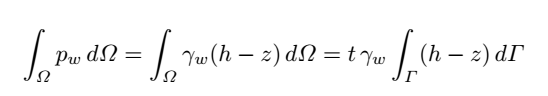 ∫_Ω p_w dΩ = ∫_Ω γ_w(h − z) dΩ = t γ_w ∫_Γ (h − z) dΓ